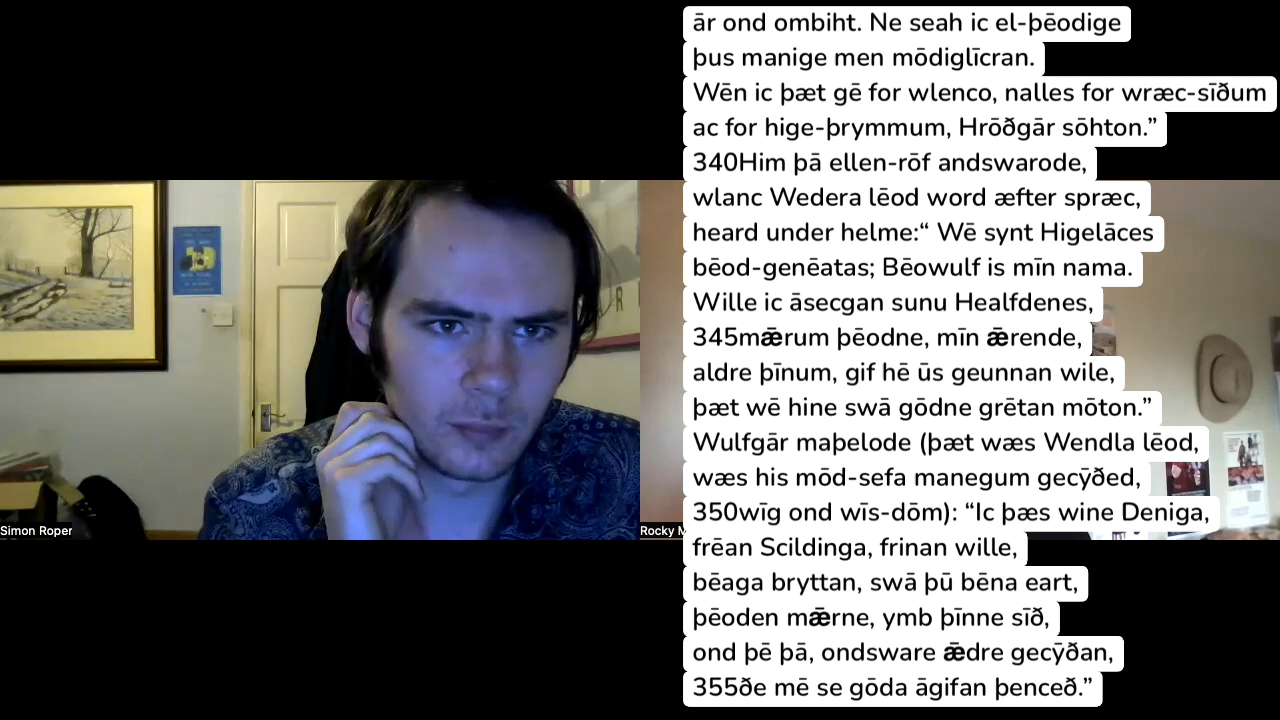 ār ond ombiht. Ne seah ic el-þēodige
þus manige men mōdiglīcran.
Wēn ic þæt gē for wlenco, nalles for wræc-sīðum
ac for hige-þrymmum, Hrōðgār sōhton.”
340Him þā ellen-rōf andswarode,
wlanc Wedera lēod word æfter spræc,
heard under helme:“ Wē synt Higelāces
bēod-genēatas; Bēowulf is mīn nama.
Wille ic āsecgan sunu Healfdenes,
345mǣrum þēodne, mīn ǣrende,
aldre þīnum, gif hē ūs geunnan wile,
þæt wē hine swā gōdne grētan mōton.”
Wulfgār maþelode (þæt wæs Wendla lēod,
wæs his mōd-sefa manegum gecȳðed,
350wīg ond wīs-dōm): “Ic þæs wine Deniga,
frēan Scildinga, frinan wille,
bēaga bryttan, swā þū bēna eart,
þēoden mǣrne, ymb þīnne sīð,
ond þē þā, ondsware ǣdre gecȳðan,
355ðe mē se gōda āgifan þenceð.”
Simon Roper
Rocky M